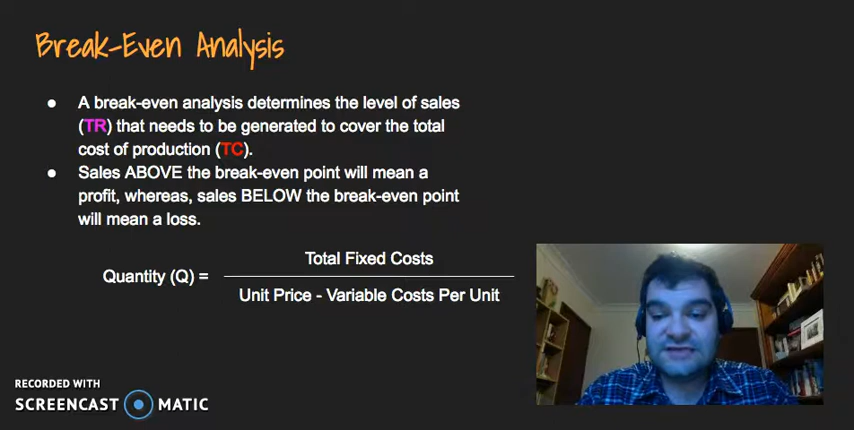 Break-Even Analysis
● A break-even analysis determines the level of sales
(TR) that needs to be generated to cover the total
cost of production (TC).
● Sales ABOVE the break-even point will mean a
profit, whereas, sales BELOW the break-even point
will mean a loss.
Quantity (Q) =
Total Fixed Costs
Unit Price - Variable Costs Per Unit
RECORDED WITH
SCREENCAST MATIC